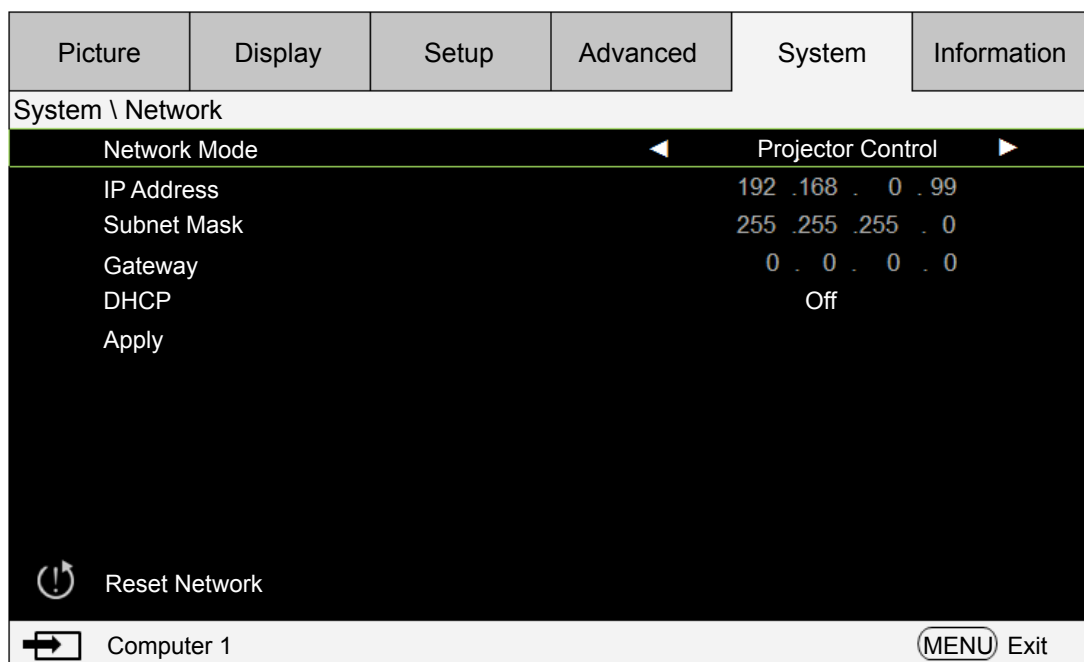 Picture Display Setup Advanced System Information
System \ Network
Network Mode Projector Control
IP Address 192 .168 . 0 . 99
Subnet Mask 255 .255 .255 . 0
Gateway 0 . 0 . 0 . 0
DHCP Off
Apply
Reset Network
Computer 1 MENU Exit